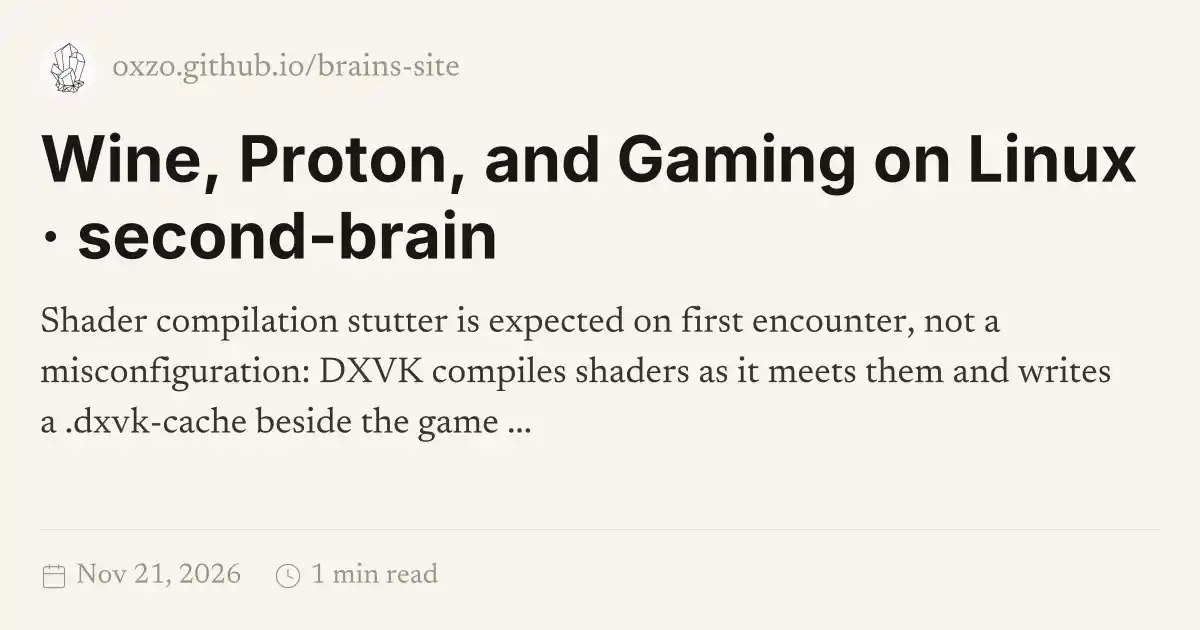 oxzo.github.io/brains-site
Wine, Proton, and Gaming on Linux
· second-brain
Shader compilation stutter is expected on first encounter, not a
misconfiguration: DXVK compiles shaders as it meets them and writes
a .dxvk-cache beside the game ...
Nov 21, 2026 1 min read